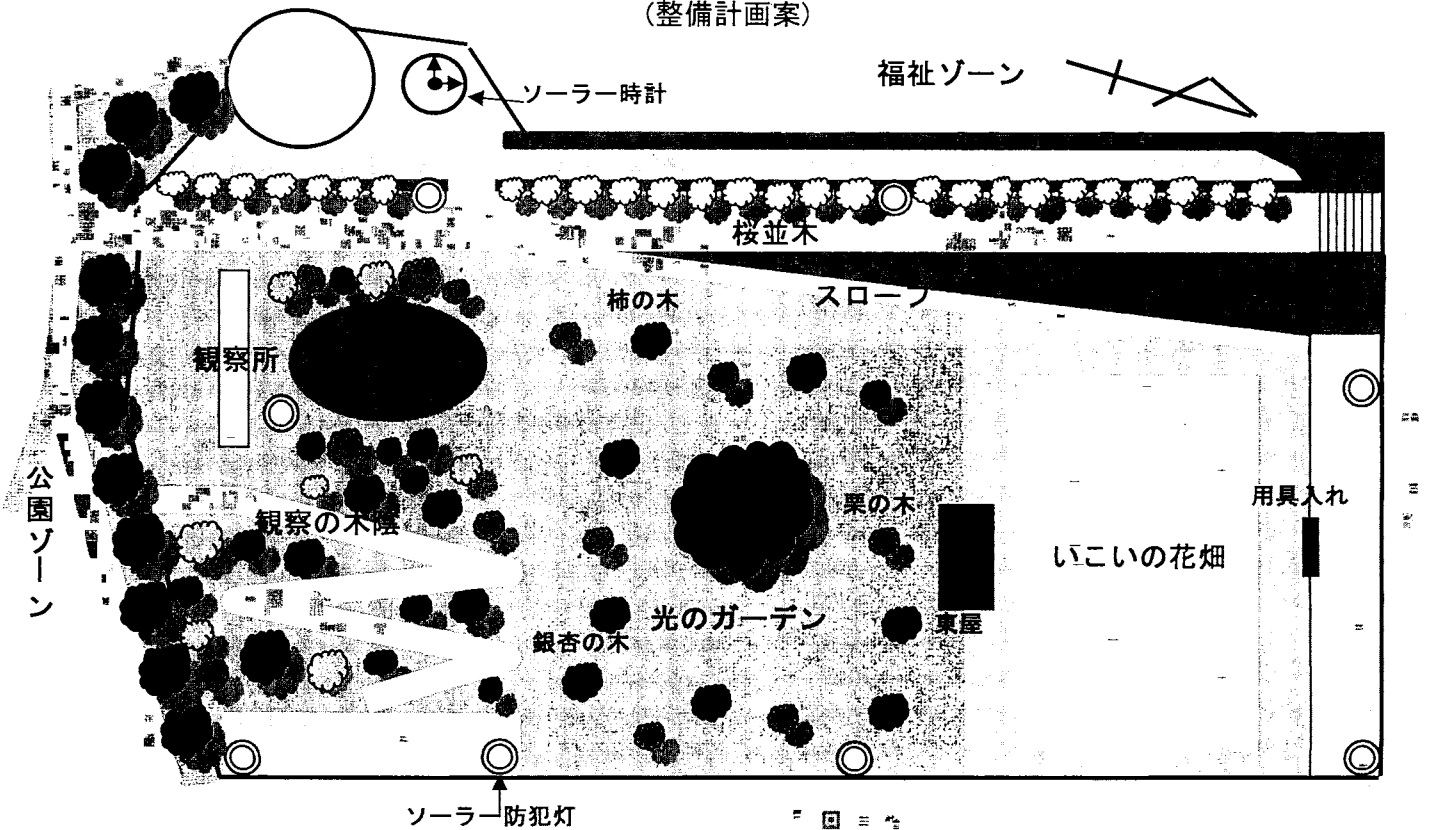 (整備計画案)
福祉ゾーン
ソーラー時計
桜並木
スロープ
柿の木
観察所
公園ゾーン
栗の木
用具入れ
観察の木陰
いこいの花畑
光のガーデン
東屋
銀杏の木
ソーラー防犯灯